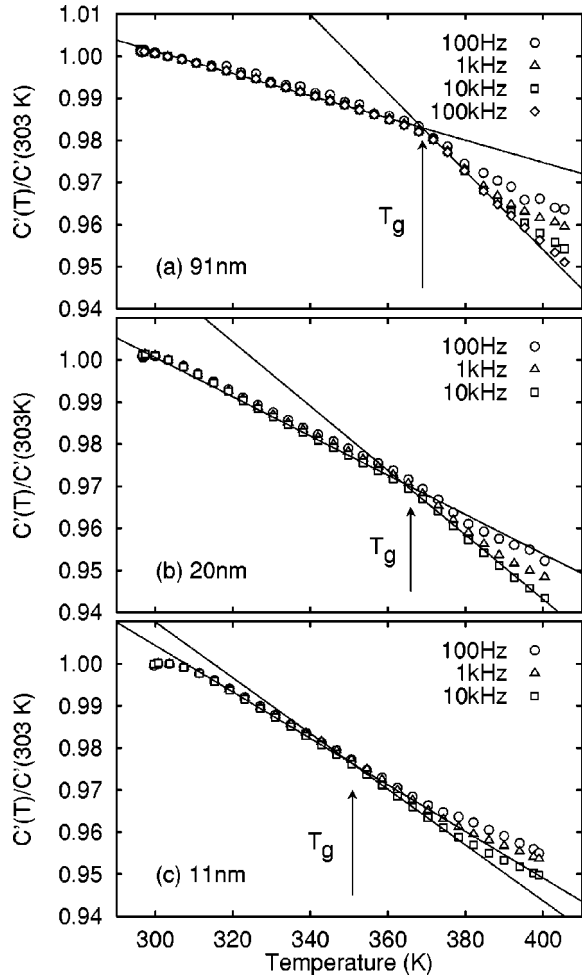 1.01
1.00
0.99
0.98
0.97
0.96
0.95
0.94
C'(T)/C'(303 K)
100Hz
1kHz
10kHz
100kHz
Tg
(a) 91nm
1.00
0.99
0.98
0.97
0.96
0.95
0.94
C'(T)/C'(303K)
100Hz
1kHz
10kHz
Tg
(b) 20nm
1.00
0.99
0.98
0.97
0.96
0.95
0.94
C'(T)/C'(303 K)
100Hz
1kHz
10kHz
Tg
(c) 11nm
300 320 340 360 380 400
Temperature (K)